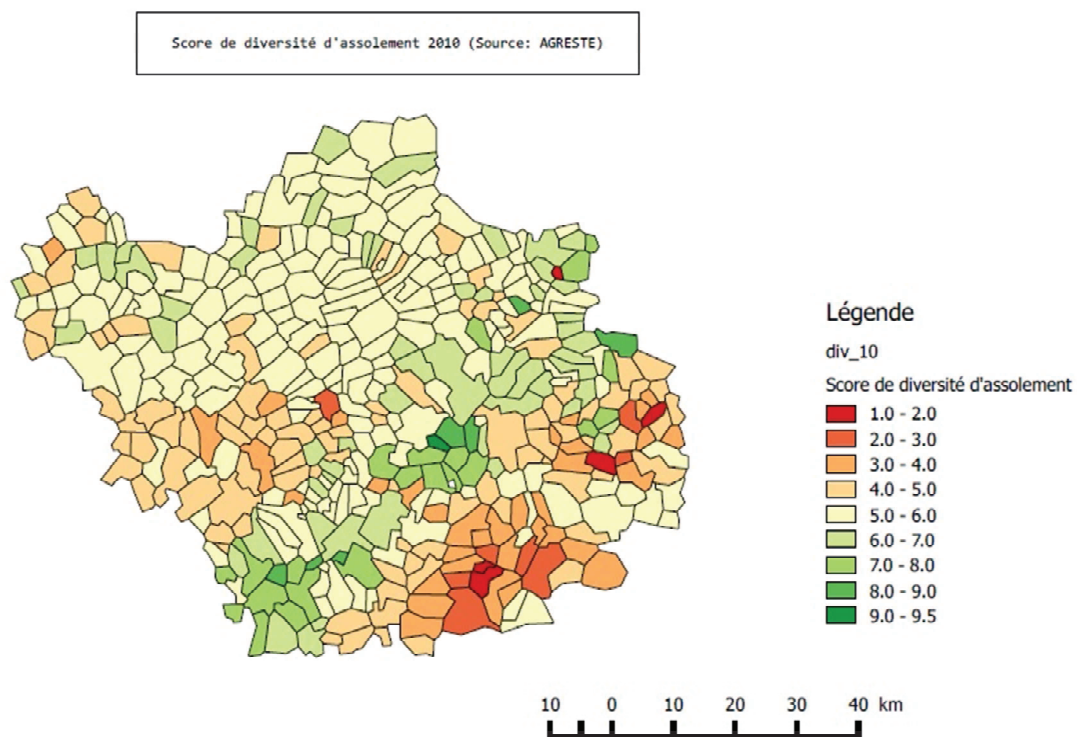 Score de diversité d'assolement 2010 (Source: AGRESTE)
Légende
div_10
Score de diversité d'assolement
1.0 - 2.0
2.0 - 3.0
3.0 - 4.0
4.0 - 5.0
5.0 - 6.0
6.0 - 7.0
7.0 - 8.0
8.0 - 9.0
9.0 - 9.5
10 0 10 20 30 40 km